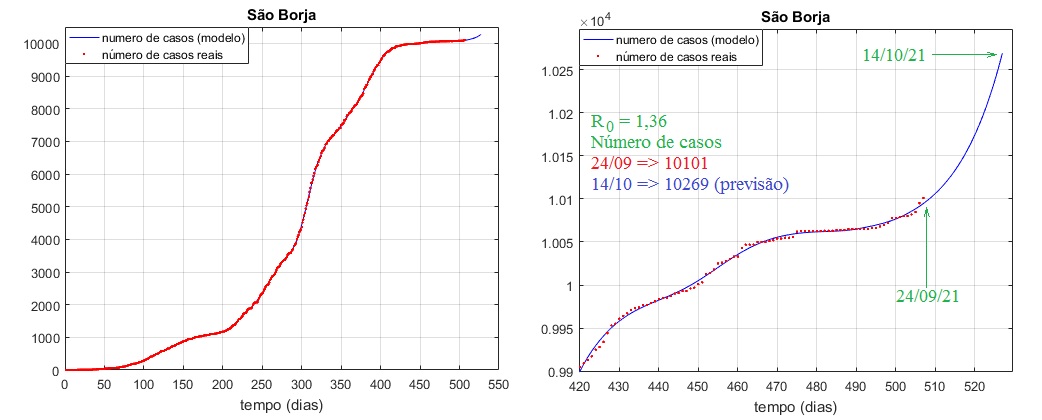 São Borja
numero de casos (modelo)
número de casos reais
10000
9000
8000
7000
6000
5000
4000
3000
2000
1000
0
0 50 100 150 200 250 300 350 400 450 500 550
tempo (dias)
São Borja
× 10^4
numero de casos (modelo)
número de casos reais
14/10/21
R0 = 1,36
Número de casos
24/09 => 10101
14/10 => 10269 (previsão)
24/09/21
1.025
1.02
1.015
1.01
1.005
1
0.995
0.99
420 430 440 450 460 470 480 490 500 510 520
tempo (dias)